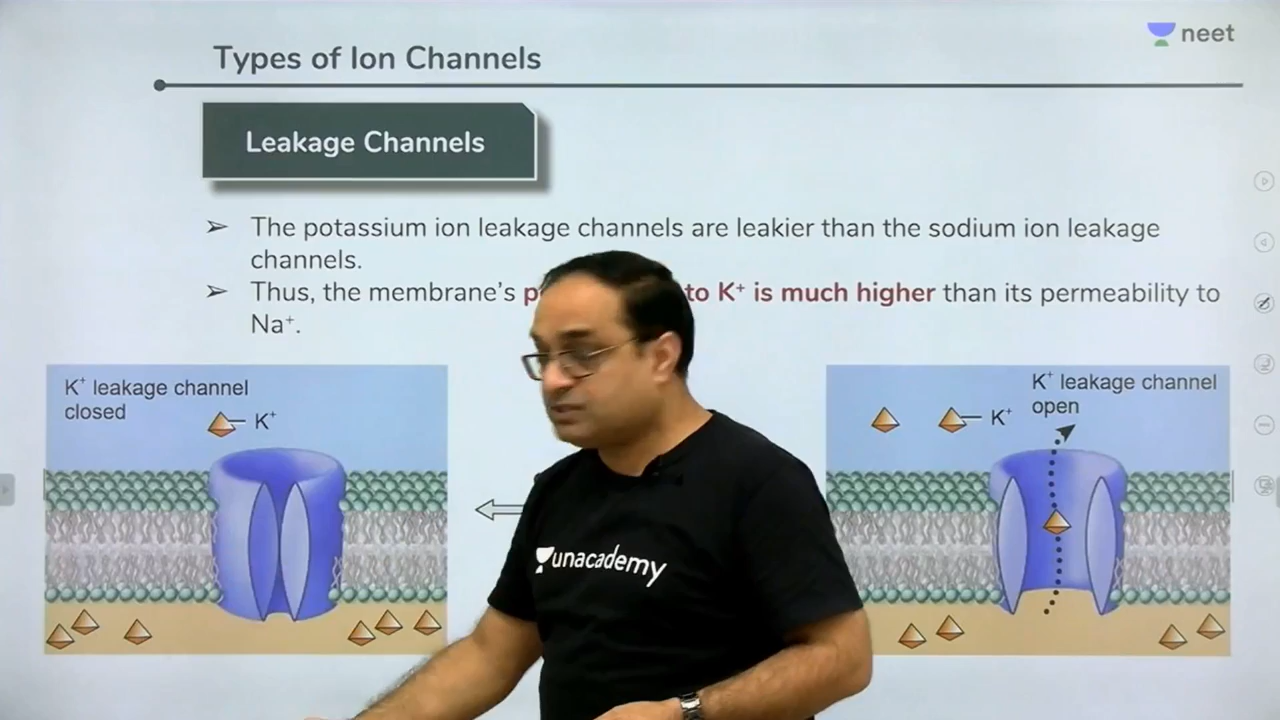 neet
Types of Ion Channels
Leakage Channels
➢ The potassium ion leakage channels are leakier than the sodium ion leakage
channels.
➢ Thus, the membrane's to K⁺ is much higher than its permeability to
Na⁺.
K⁺ leakage channel
closed
K⁺
K⁺ leakage channel
open
K⁺
unacademy